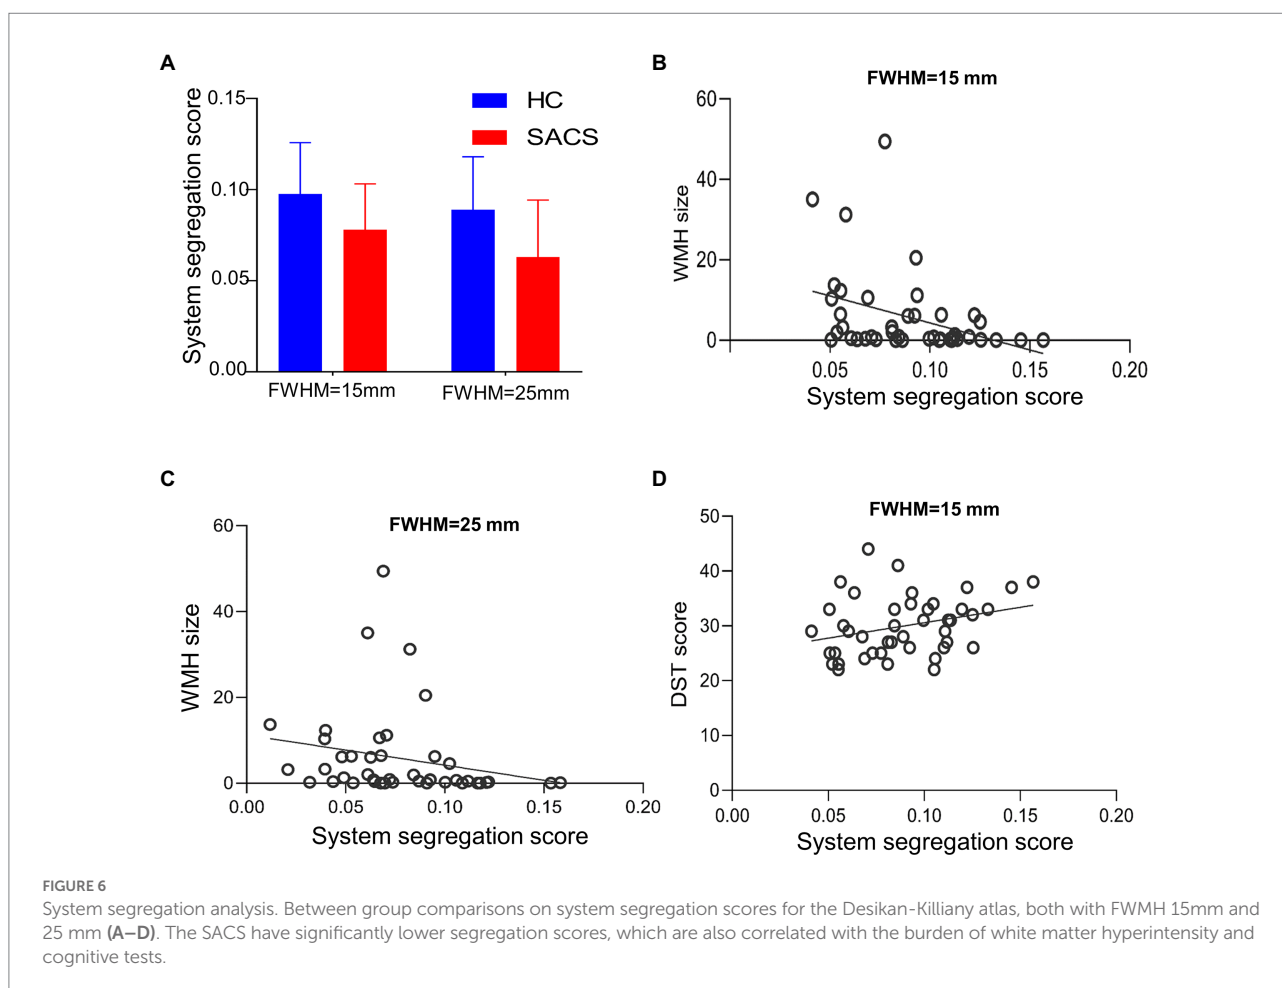 A
System segregation score
0.15
0.10
0.05
0.00
HC
SACS
FWHM=15mm
FWHM=25mm
B
FWHM=15 mm
WMH size
60
40
20
0
0.05
0.10
0.15
0.20
System segregation score
C
FWHM=25 mm
WMH size
60
40
20
0
0.00
0.05
0.10
0.15
0.20
System segregation score
D
FWHM=15 mm
DST score
50
40
30
20
10
0
0.00
0.05
0.10
0.15
0.20
System segregation score
FIGURE 6
System segregation analysis. Between group comparisons on system segregation scores for the Desikan-Killiany atlas, both with FWMH 15mm and
25 mm (A–D). The SACS have significantly lower segregation scores, which are also correlated with the burden of white matter hyperintensity and
cognitive tests.